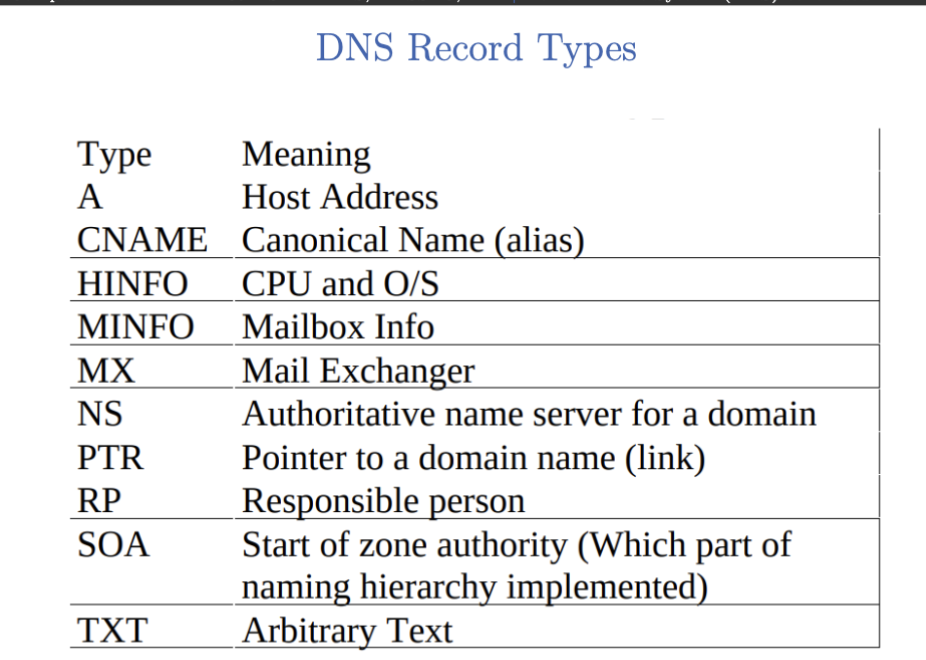 DNS Record Types
Type Meaning
A Host Address
CNAME Canonical Name (alias)
HINFO CPU and O/S
MINFO Mailbox Info
MX Mail Exchanger
NS Authoritative name server for a domain
PTR Pointer to a domain name (link)
RP Responsible person
SOA Start of zone authority (Which part of
naming hierarchy implemented)
TXT Arbitrary Text